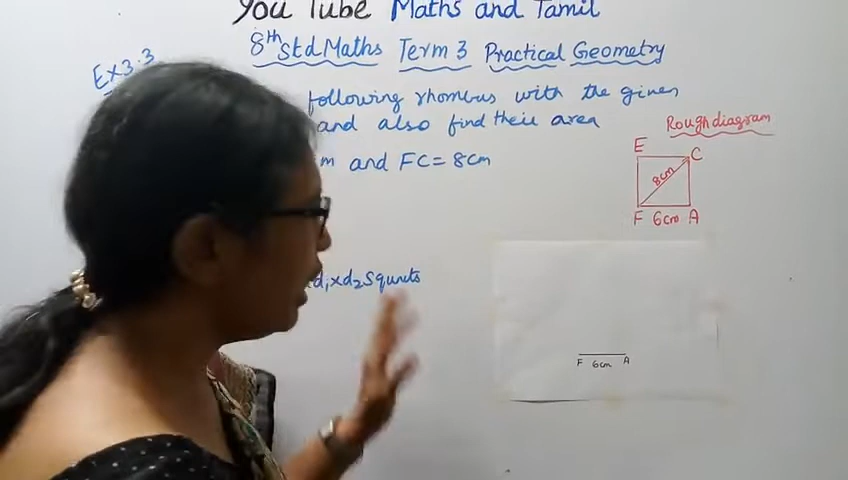 You Tube Maths and Tamil
8th Std Maths Term 3 Practical Geometry
Ex 3.3
following rhombus with the given
and also find their area
m and FC = 8cm
Rough diagram
E
C
8cm
F 6cm A
d1xd2 Squnits
F 6cm A